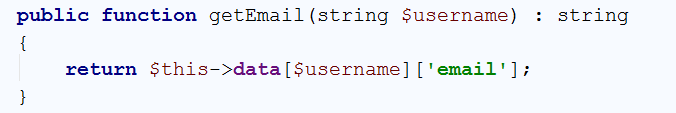 public function getEmail(string $username) : string
{
    return $this->data[$username]['email'];
}